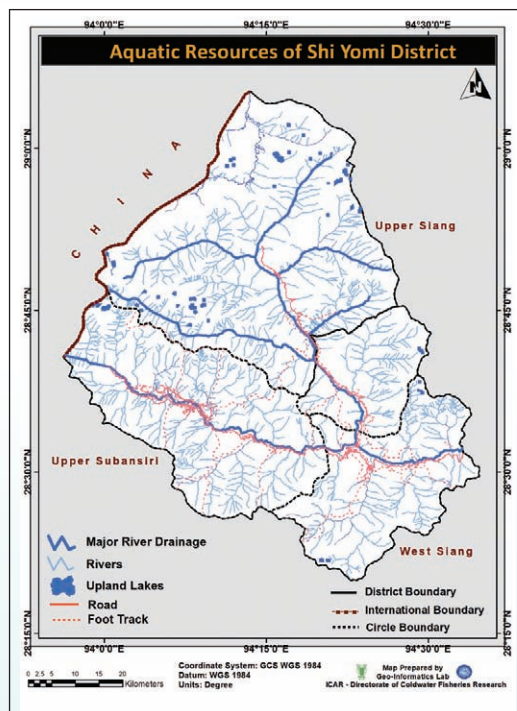 94°0'0"E 94°15'0"E 94°30'0"E
Aquatic Resources of Shi Yomi District
N
29°0'0"N
28°45'0"N
28°30'0"N
28°15'0"N
CHINA
Upper Siang
Upper Subansiri
West Siang
Major River Drainage
Rivers
Upland Lakes
Road
Foot Track
District Boundary
International Boundary
Circle Boundary
29°0'0"N
28°45'0"N
28°30'0"N
28°15'0"N
94°0'0"E 94°15'0"E 94°30'0"E
0 2.5 5 10 15 20
Kilometers
Coordinate System: GCS WGS 1984
Datum: WGS 1984
Units: Degree
Map Prepared by
Geo-Informatics Lab
ICAR - Directorate of Coldwater Fisheries Research